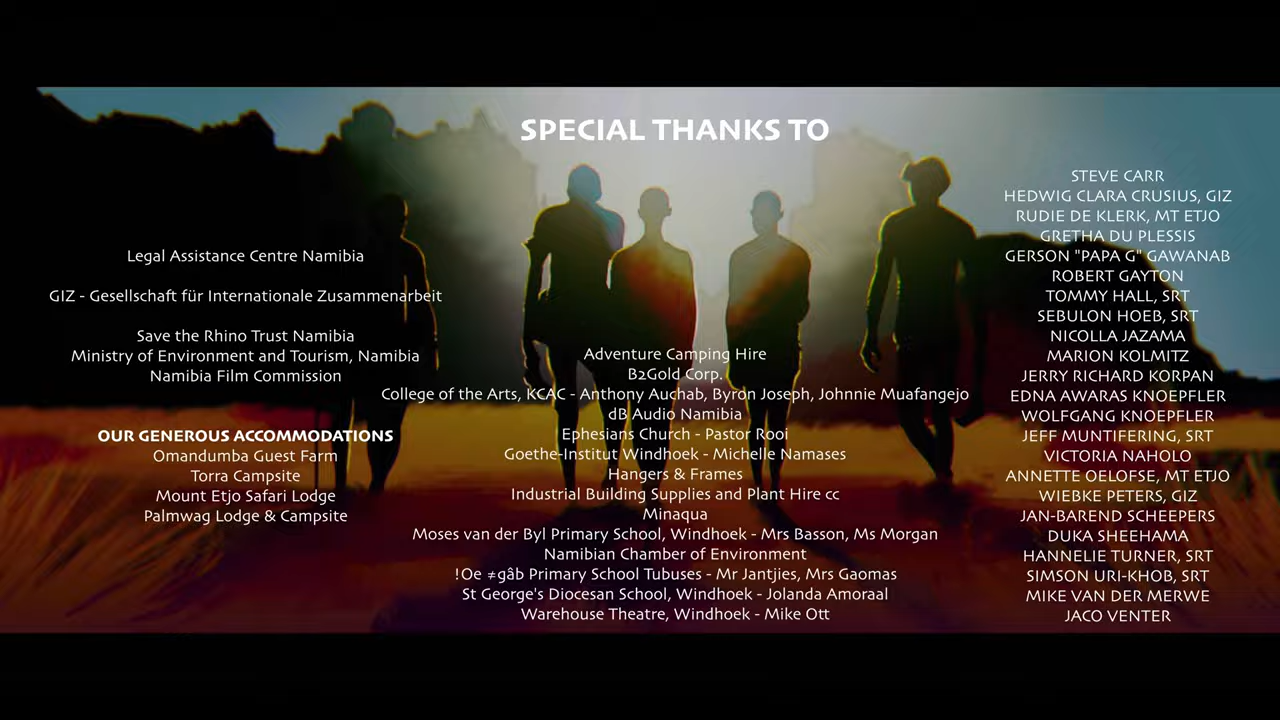 SPECIAL THANKS TO
Legal Assistance Centre Namibia
GIZ - Gesellschaft für Internationale Zusammenarbeit
Save the Rhino Trust Namibia
Ministry of Environment and Tourism, Namibia
Namibia Film Commission
OUR GENEROUS ACCOMMODATIONS
Omandumba Guest Farm
Torra Campsite
Mount Etjo Safari Lodge
Palmwag Lodge & Campsite
Adventure Camping Hire
B2Gold Corp.
College of the Arts, KCAC - Anthony Auchab, Byron Joseph, Johnnie Muafangejo
dB Audio Namibia
Ephesians Church - Pastor Rooi
Goethe-Institut Windhoek - Michelle Namases
Hangers & Frames
Industrial Building Supplies and Plant Hire cc
Minaqua
Moses van der Byl Primary School, Windhoek - Mrs Basson, Ms Morgan
Namibian Chamber of Environment
!Oe ≠gâb Primary School Tubuses - Mr Jantjies, Mrs Gaomas
St George's Diocesan School, Windhoek - Jolanda Amoraal
Warehouse Theatre, Windhoek - Mike Ott
STEVE CARR
HEDWIG CLARA CRUSIUS, GIZ
RUDIE DE KLERK, MT ETJO
GRETHA DU PLESSIS
GERSON "PAPA G" GAWANAB
ROBERT GAYTON
TOMMY HALL, SRT
SEBULON HOEB, SRT
NICOLLA JAZAMA
MARION KOLMITZ
JERRY RICHARD KORPAN
EDNA AWARAS KNOEPFLER
WOLFGANG KNOEPFLER
JEFF MUNTIFERING, SRT
VICTORIA NAHOLO
ANNETTE OELOFSE, MT ETJO
WIEBKE PETERS, GIZ
JAN-BAREND SCHEEPERS
DUKA SHEEHAMA
HANNELIE TURNER, SRT
SIMSON URI-KHOB, SRT
MIKE VAN DER MERWE
JACO VENTER